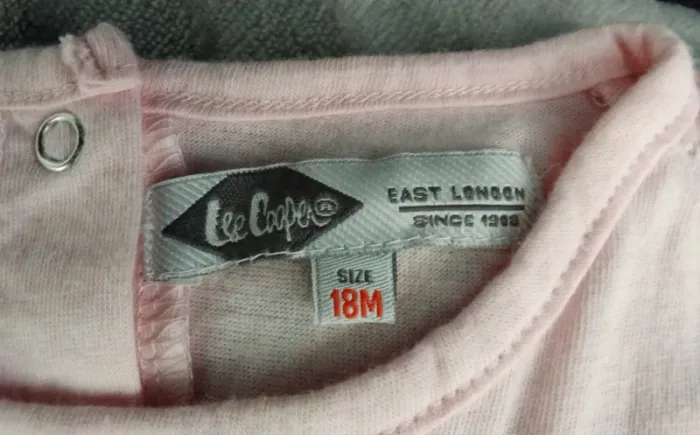 Lee Cooper®
EAST LONDON
SINCE 1908
SIZE
18M